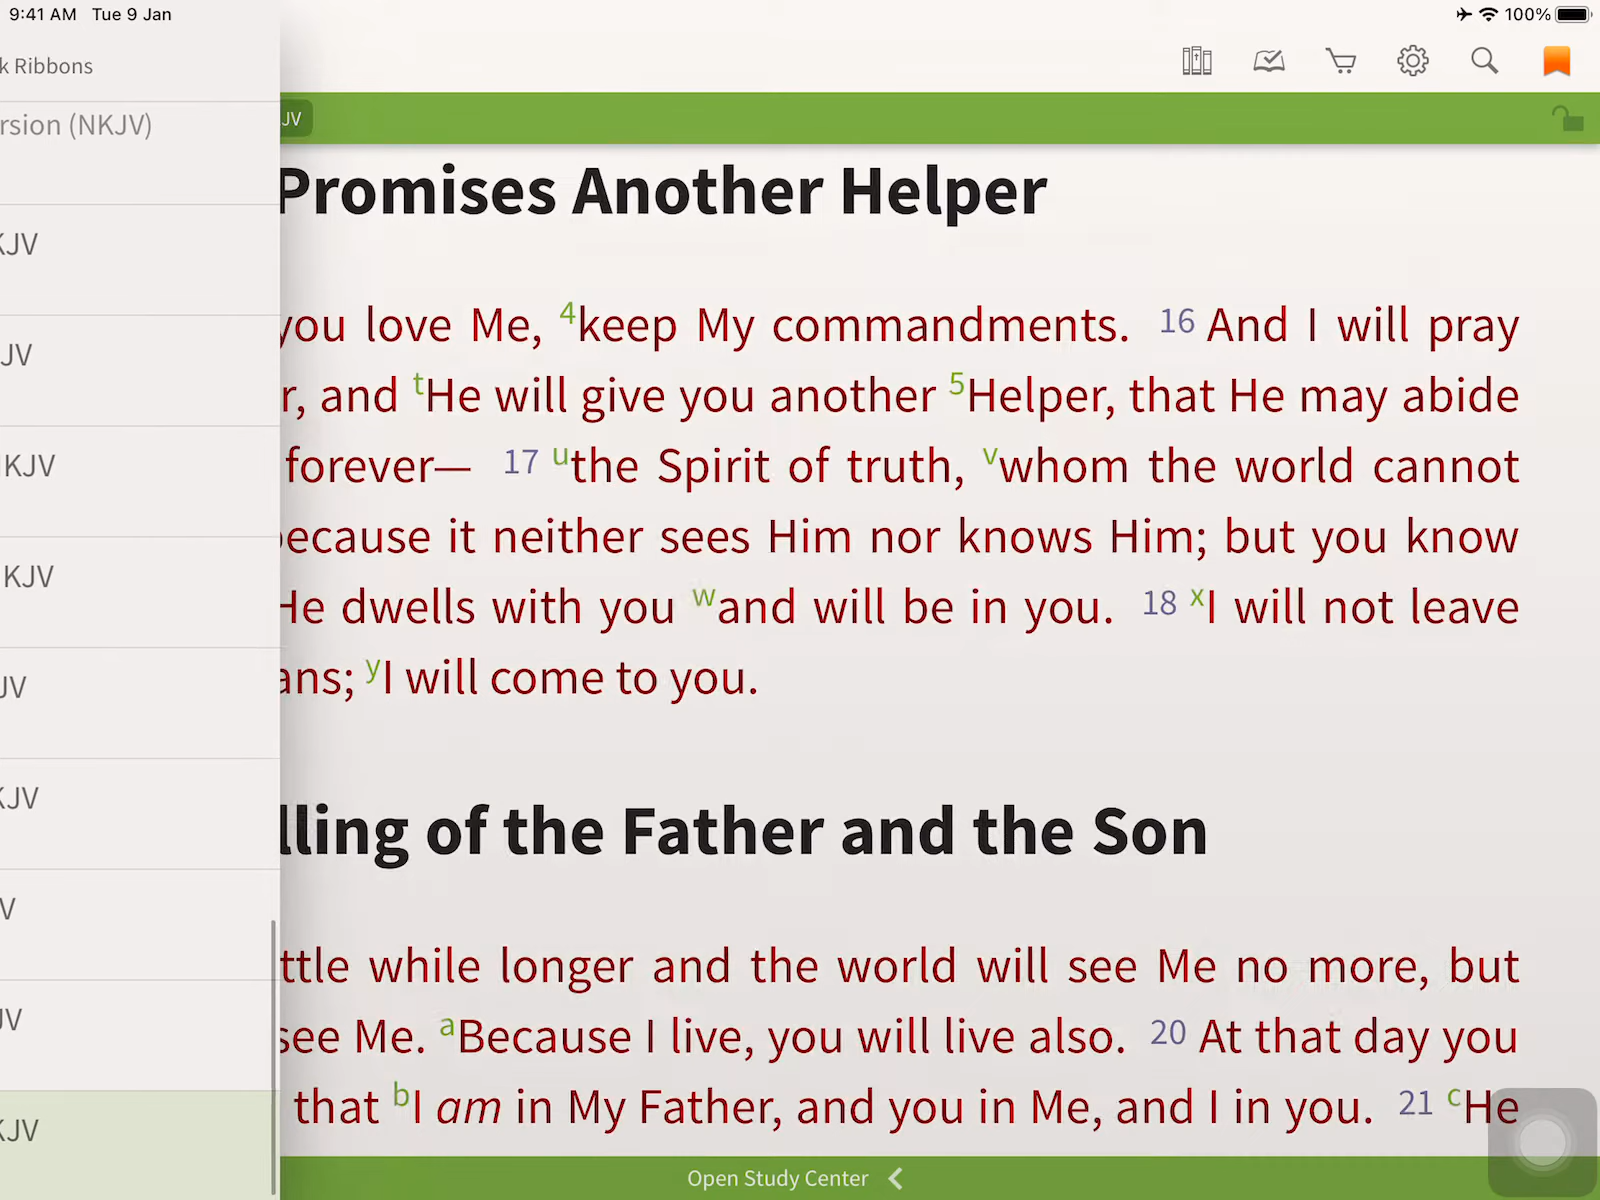 9:41 AM Tue 9 Jan
100%
k Ribbons
rsion (NKJV)
JV
Promises Another Helper
KJV
you love Me, 4keep My commandments. 16 And I will pray
JV
r, and tHe will give you another 5Helper, that He may abide
KJV
forever— 17 uthe Spirit of truth, vwhom the world cannot
ecause it neither sees Him nor knows Him; but you know
KJV
He dwells with you wand will be in you. 18 xI will not leave
JV
ans; yI will come to you.
KJV
lling of the Father and the Son
V
ttle while longer and the world will see Me no more, but
JV
see Me. aBecause I live, you will live also. 20 At that day you
that bI am in My Father, and you in Me, and I in you. 21 cHe
KJV
Open Study Center